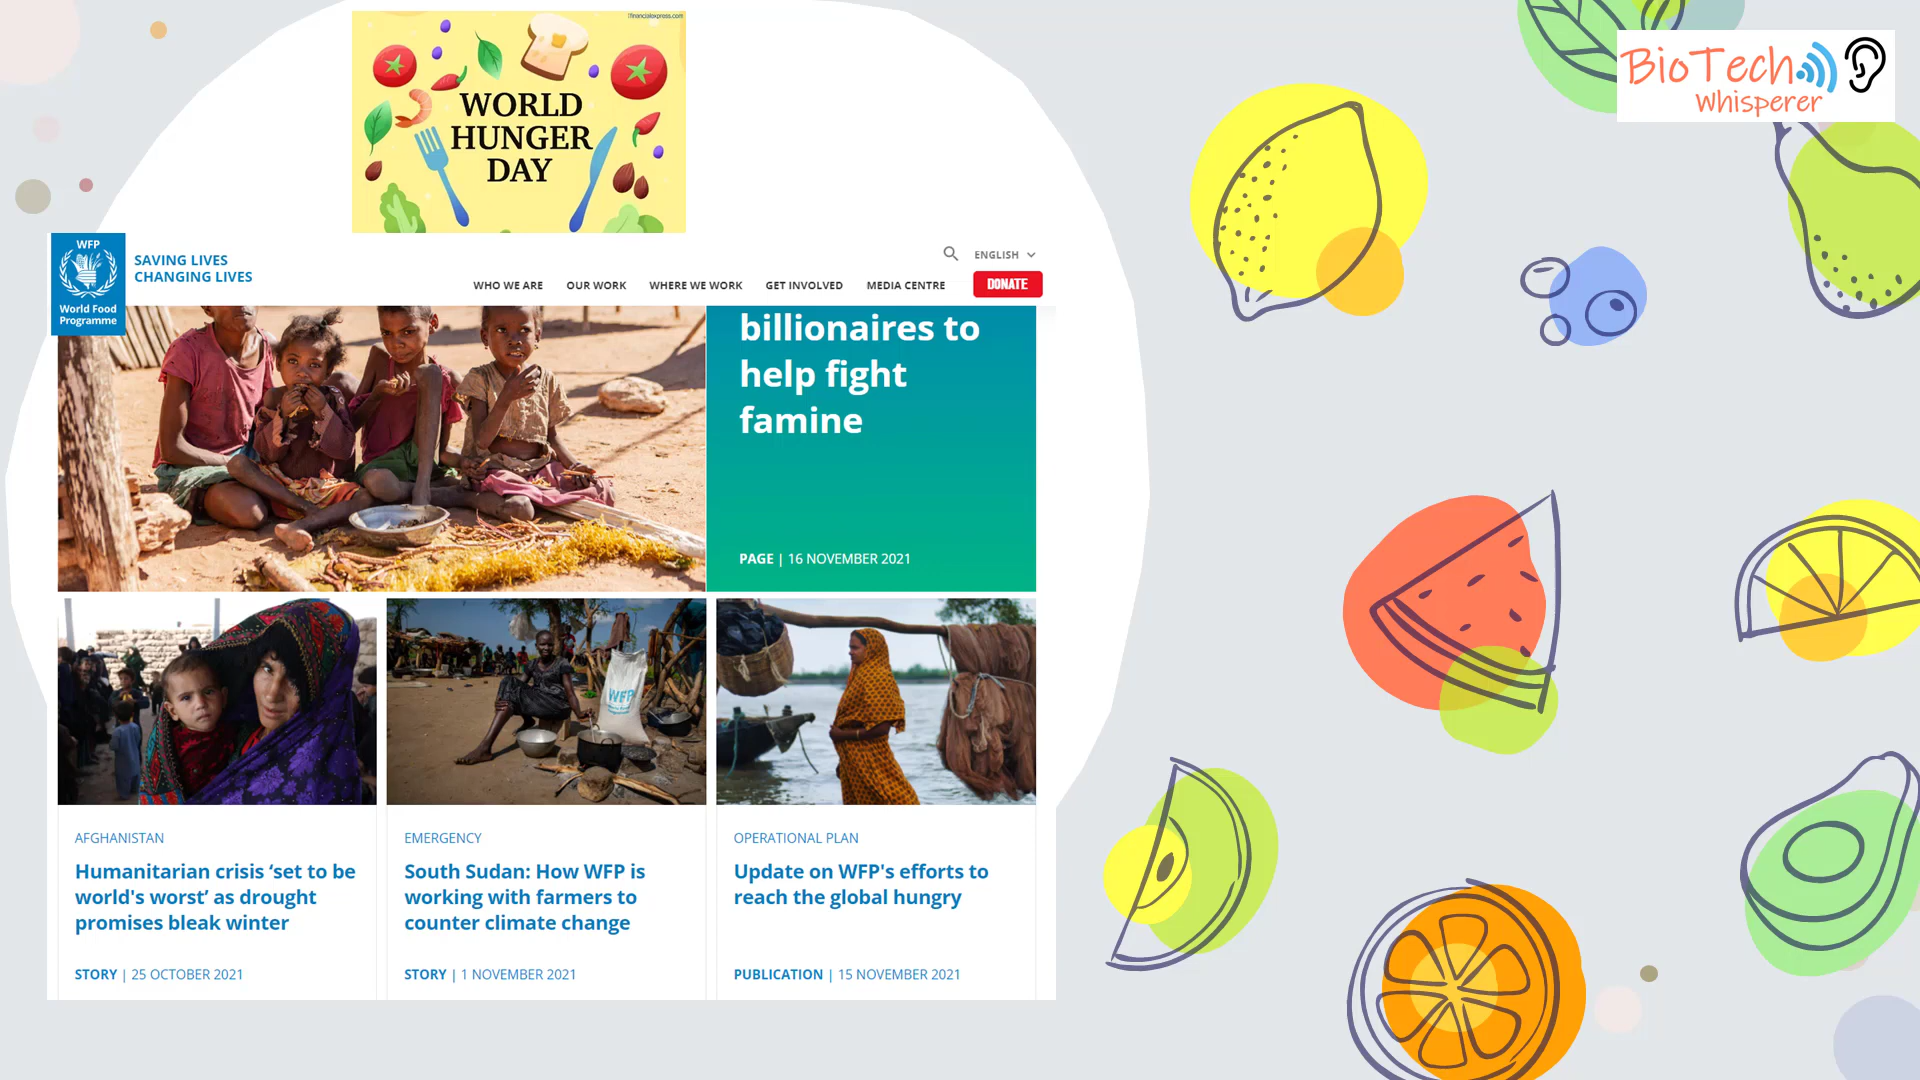 financialexpress.com
WORLD
HUNGER
DAY
BioTech
Whisperer
WFP
World Food
Programme
SAVING LIVES
CHANGING LIVES
ENGLISH
WHO WE ARE
OUR WORK
WHERE WE WORK
GET INVOLVED
MEDIA CENTRE
DONATE
billionaires to
help fight
famine
PAGE | 16 NOVEMBER 2021
WFP
AFGHANISTAN
Humanitarian crisis ‘set to be
world's worst’ as drought
promises bleak winter
STORY | 25 OCTOBER 2021
EMERGENCY
South Sudan: How WFP is
working with farmers to
counter climate change
STORY | 1 NOVEMBER 2021
OPERATIONAL PLAN
Update on WFP's efforts to
reach the global hungry
PUBLICATION | 15 NOVEMBER 2021